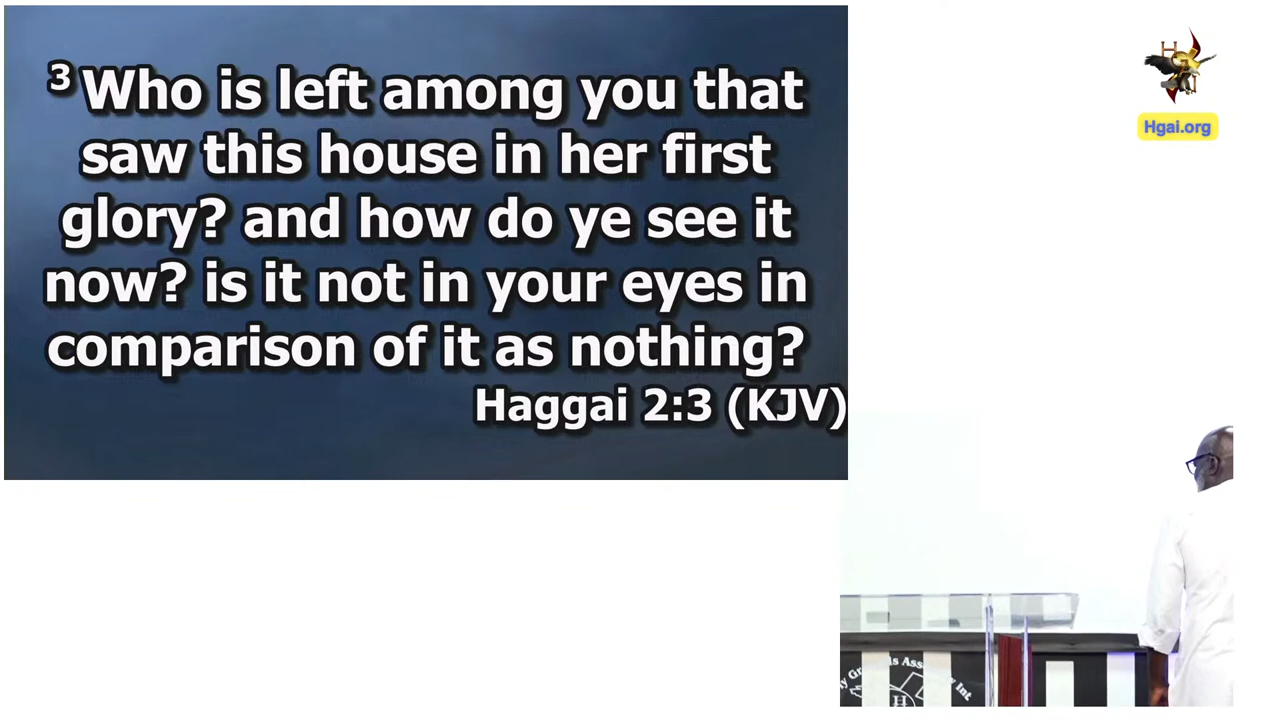 3 Who is left among you that
saw this house in her first
glory? and how do ye see it
now? is it not in your eyes in
comparison of it as nothing?
Haggai 2:3 (KJV)
H
Hgai.org
Int
H